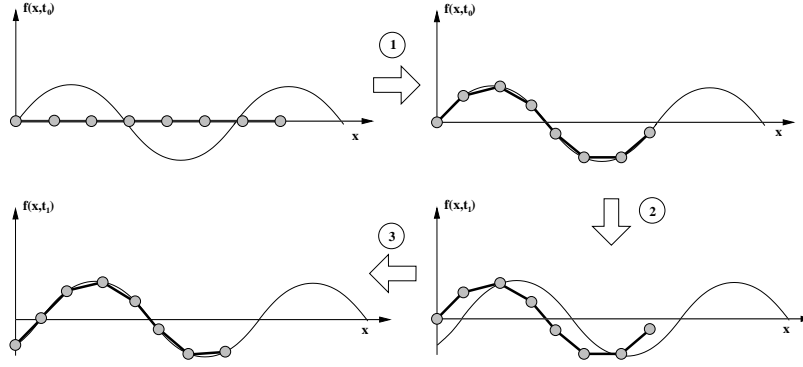 f(x,t₀)
x
1
f(x,t₀)
x
2
f(x,t₁)
x
3
f(x,t₁)
x